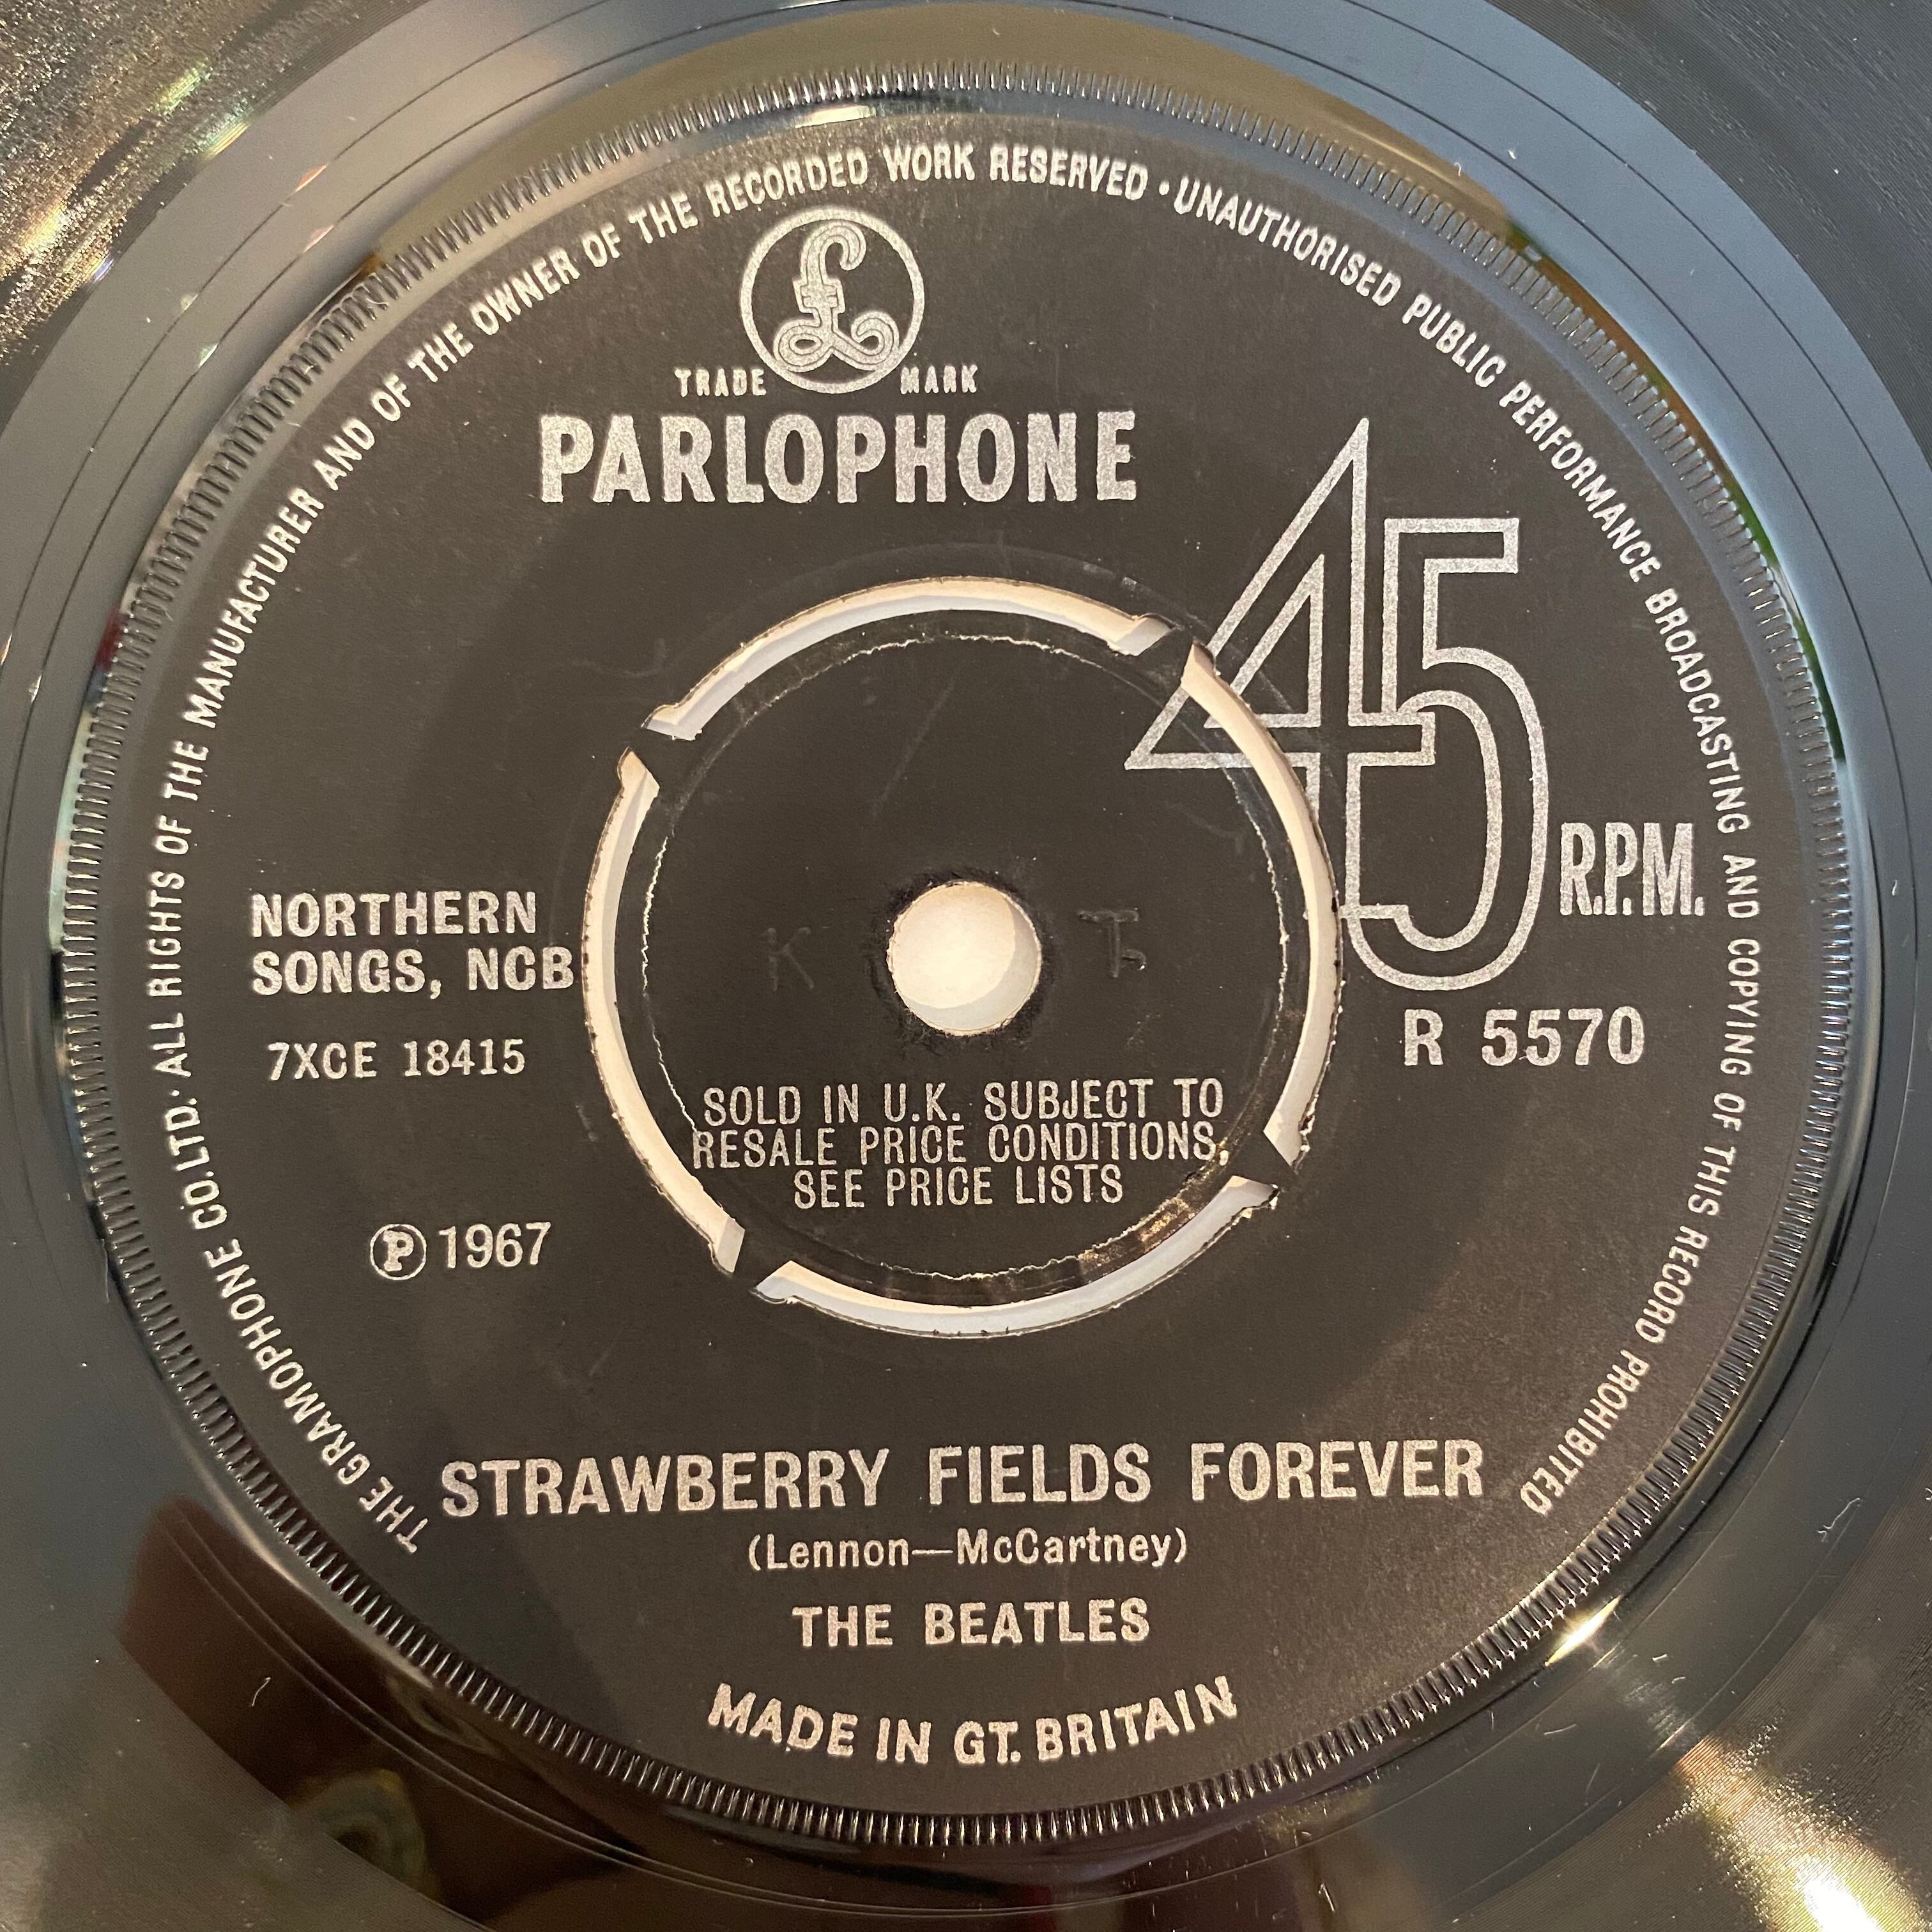 THE GRAMOPHONE CO. LTD. · ALL RIGHTS OF THE MANUFACTURER AND OF THE OWNER OF THE RECORDED WORK RESERVED · UNAUTHORISED PUBLIC PERFORMANCE BROADCASTING AND COPYING OF THIS RECORD PROHIBITED
£
TRADE MARK
PARLOPHONE
45 R.P.M.
NORTHERN
SONGS, NCB
7XCE 18415
R 5570
K T
SOLD IN U.K. SUBJECT TO
RESALE PRICE CONDITIONS,
SEE PRICE LISTS
Ⓟ 1967
STRAWBERRY FIELDS FOREVER
(Lennon—McCartney)
THE BEATLES
MADE IN GT. BRITAIN